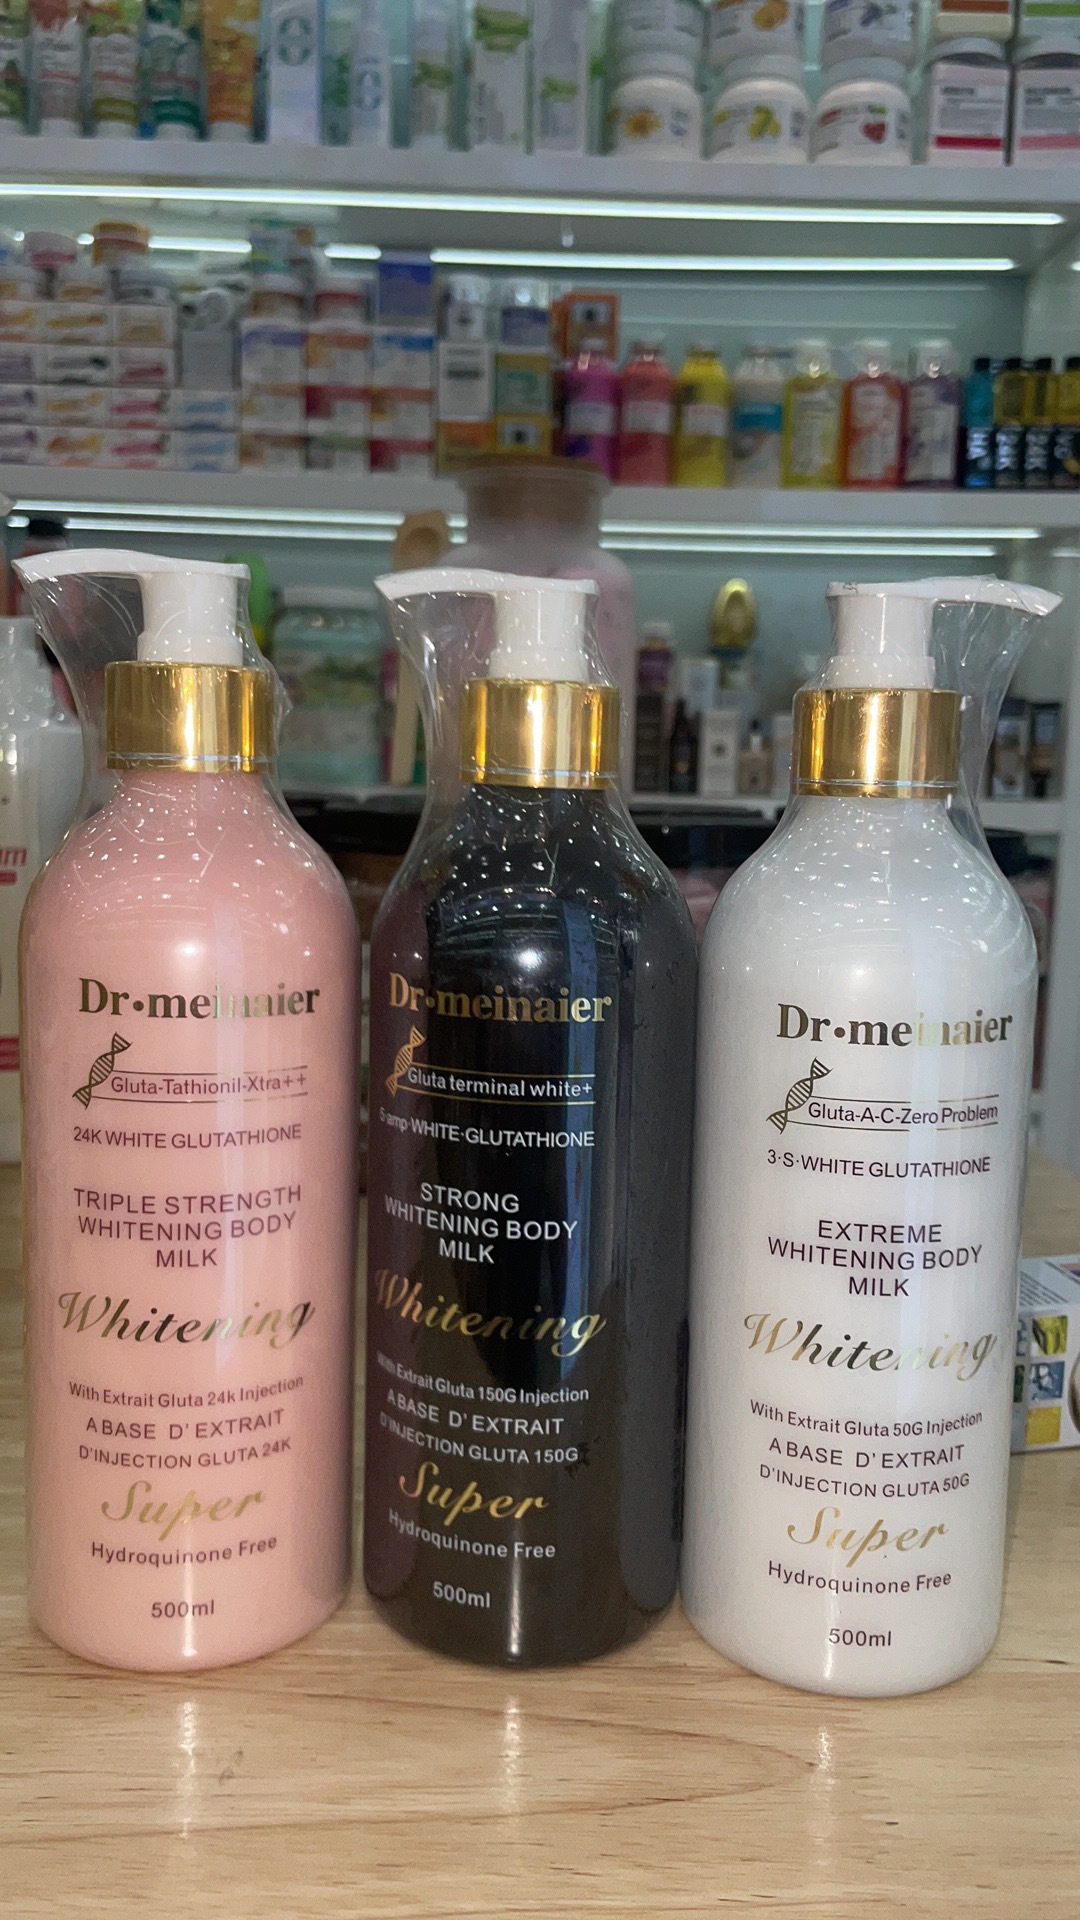 Dr·meinaier
Gluta-Tathionil-Xtra++
24K WHITE GLUTATHIONE
TRIPLE STRENGTH
WHITENING BODY
MILK
Whitening
With Extrait Gluta 24k Injection
A BASE D' EXTRAIT
D'INJECTION GLUTA 24K
Super
Hydroquinone Free
500ml
Dr·meinaier
Gluta terminal white+
5·amp·WHITE·GLUTATHIONE
STRONG
WHITENING BODY
MILK
Whitening
With Extrait Gluta 150G Injection
A BASE D' EXTRAIT
D'INJECTION GLUTA 150G
Super
Hydroquinone Free
500ml
Dr·meinaier
Gluta-A-C-Zero Problem
3·S·WHITE GLUTATHIONE
EXTREME
WHITENING BODY
MILK
Whitening
With Extrait Gluta 50G Injection
A BASE D' EXTRAIT
D'INJECTION GLUTA 50G
Super
Hydroquinone Free
500ml